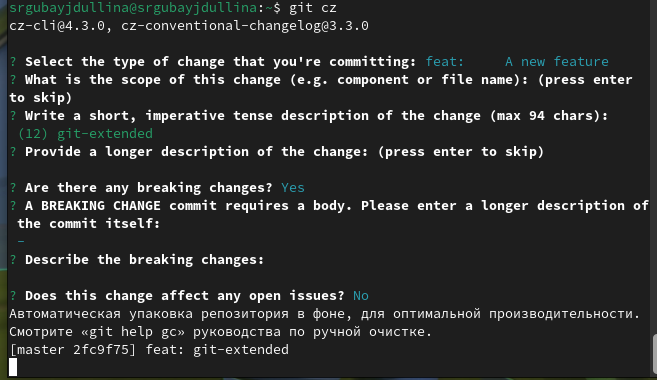 srgubayjdullina@srgubayjdullina:~$ git cz
cz-cli@4.3.0, cz-conventional-changelog@3.3.0
? Select the type of change that you're committing: feat:     A new feature
? What is the scope of this change (e.g. component or file name): (press enter
to skip)
? Write a short, imperative tense description of the change (max 94 chars):
(12) git-extended
? Provide a longer description of the change: (press enter to skip)
? Are there any breaking changes? Yes
? A BREAKING CHANGE commit requires a body. Please enter a longer description of
the commit itself:
-
? Describe the breaking changes:
? Does this change affect any open issues? No
Автоматическая упаковка репозитория в фоне, для оптимальной производительности.
Смотрите «git help gc» руководства по ручной очистке.
[master 2fc9f75] feat: git-extended